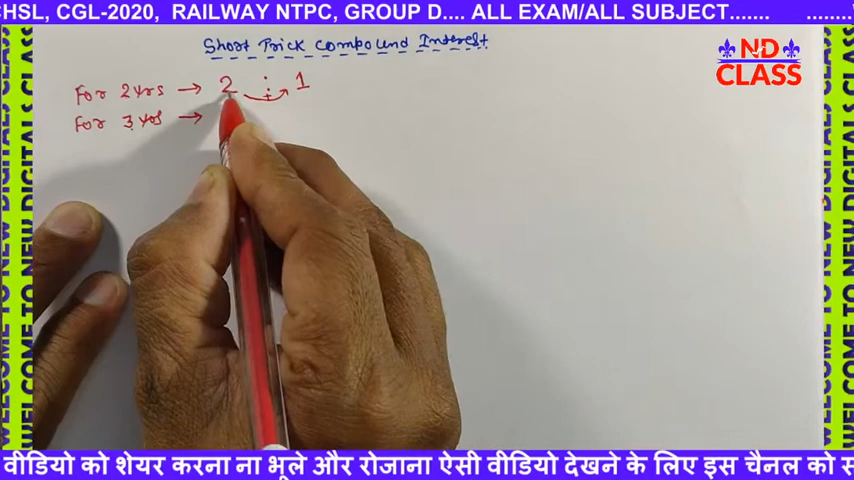 CHSL, CGL-2020, RAILWAY NTPC, GROUP D.... ALL EXAM/ALL SUBJECT....... ........
Short Trick Compound Interest
ND
CLASS
For 2 Yrs → 2 : 1
For 3 Yrs →
WELCOME TO NEW DIGITAL CLASS
वीडियो को शेयर करना ना भूले और रोजाना ऐसी वीडियो देखने के लिए इस चैनल को